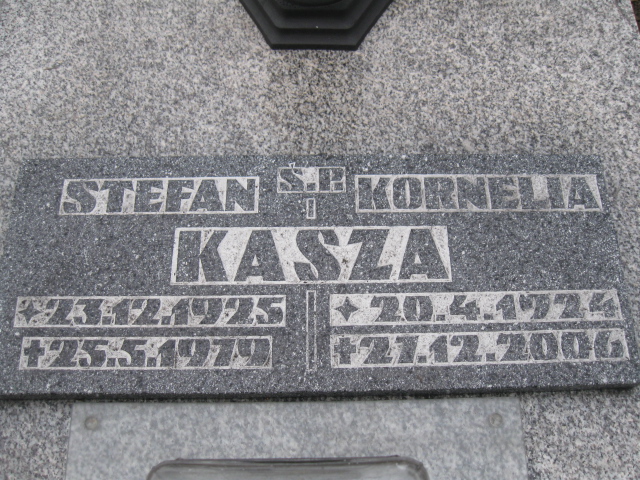 STEFAN Ś.P. KORNELIA
I
KASZA
✧23.12.1925 ✧20.4.1924
✝25.5.1979 ✝27.12.2006